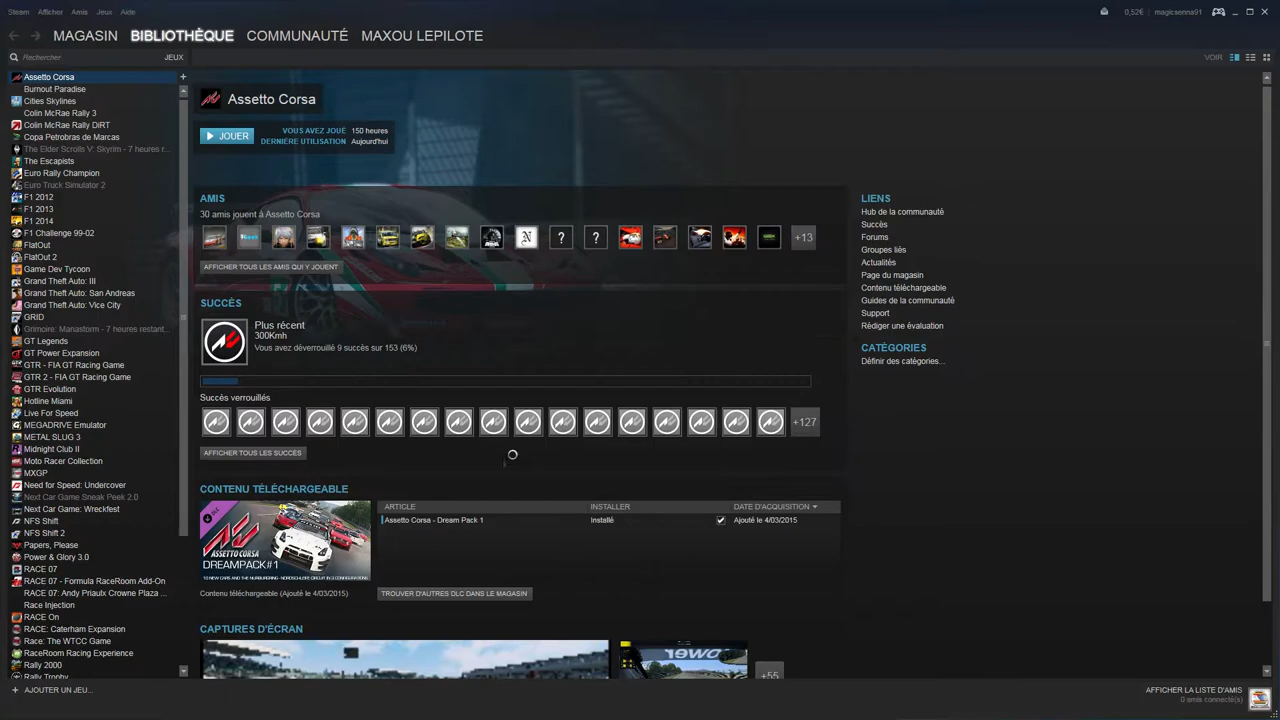 Steam Afficher Amis Jeux Aide
0,52€ magicsenna91
MAGASIN BIBLIOTHÈQUE COMMUNAUTÉ MAXOU LEPILOTE
Rechercher JEUX
VOIR
Assetto Corsa +
Burnout Paradise
Cities Skylines
Colin McRae Rally 3
Colin McRae Rally DiRT
Copa Petrobras de Marcas
The Elder Scrolls V: Skyrim - 7 heures r...
The Escapists
Euro Rally Champion
Euro Truck Simulator 2
F1 2012
F1 2013
F1 2014
F1 Challenge 99-02
FlatOut
FlatOut 2
Game Dev Tycoon
Grand Theft Auto: III
Grand Theft Auto: San Andreas
Grand Theft Auto: Vice City
GRID
Grimoire: Manastorm - 7 heures restant...
GT Legends
GT Power Expansion
GTR - FIA GT Racing Game
GTR 2 - FIA GT Racing Game
GTR Evolution
Hotline Miami
Live For Speed
MEGADRIVE Emulator
METAL SLUG 3
Midnight Club II
Moto Racer Collection
MXGP
Need for Speed: Undercover
Next Car Game Sneak Peek 2.0
Next Car Game: Wreckfest
NFS Shift
NFS Shift 2
Papers, Please
Power & Glory 3.0
RACE 07
RACE 07 - Formula RaceRoom Add-On
RACE 07: Andy Priaulx Crowne Plaza ...
Race Injection
RACE On
RACE: Caterham Expansion
Race: The WTCC Game
RaceRoom Racing Experience
Rally 2000
Rally Trophy
+ AJOUTER UN JEU...
Assetto Corsa
JOUER
VOUS AVEZ JOUÉ 150 heures
DERNIÈRE UTILISATION Aujourd'hui
AMIS
30 amis jouent à Assetto Corsa
N ? ? +13
AFFICHER TOUS LES AMIS QUI Y JOUENT
SUCCÈS
Plus récent
300Kmh
Vous avez déverrouillé 9 succès sur 153 (6%)
Succès verrouillés
+127
AFFICHER TOUS LES SUCCÈS
CONTENU TÉLÉCHARGEABLE
ARTICLE INSTALLER DATE D'ACQUISITION
Assetto Corsa - Dream Pack 1 Installé Ajouté le 4/03/2015
DLC
ASSETTO CORSA
DREAMPACK#1
10 NEW CARS AND THE NURBURGRING - NORDSCHLEIFE CIRCUIT IN 3 CONFIGURATIONS
Contenu téléchargeable (Ajouté le 4/03/2015)
TROUVER D'AUTRES DLC DANS LE MAGASIN
CAPTURES D'ÉCRAN
+55
LIENS
Hub de la communauté
Succès
Forums
Groupes liés
Actualités
Page du magasin
Contenu téléchargeable
Guides de la communauté
Support
Rédiger une évaluation
CATÉGORIES
Définir des catégories...
AFFICHER LA LISTE D'AMIS
0 amis connecté(s)